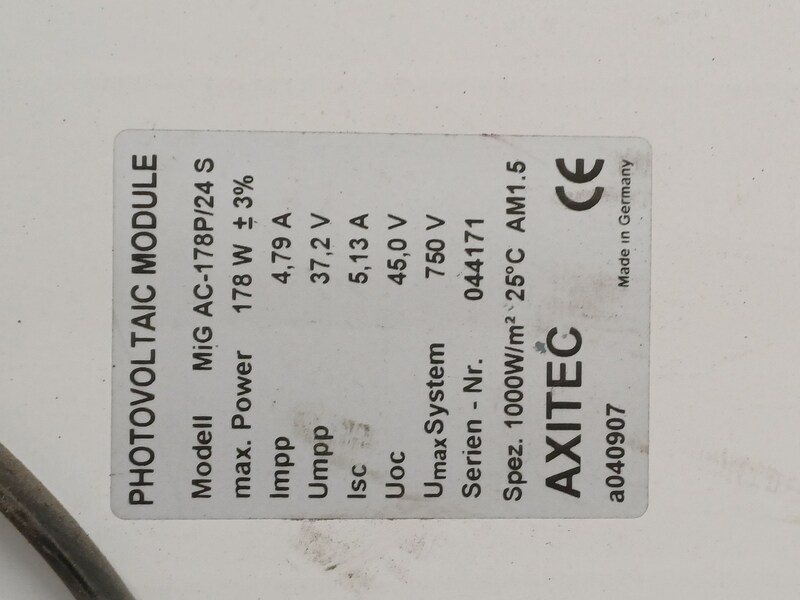 PHOTOVOLTAIC MODULE
Modell MiG AC-178P/24 S
max. Power 178 W ± 3%
Impp 4,79 A
Umpp 37,2 V
Isc 5,13 A
Uoc 45,0 V
UmaxSystem 750 V
Serien - Nr. 044171
Spez. 1000W/m² 25°C AM1.5
AXITEC CE
a040907 Made in Germany